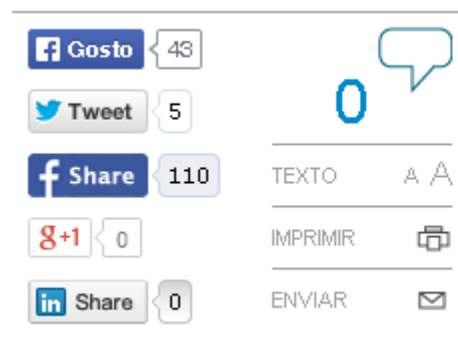 f Gosto 43
0
Tweet 5
f Share 110
TEXTO A A
g+1 0
IMPRIMIR
in Share 0
ENVIAR